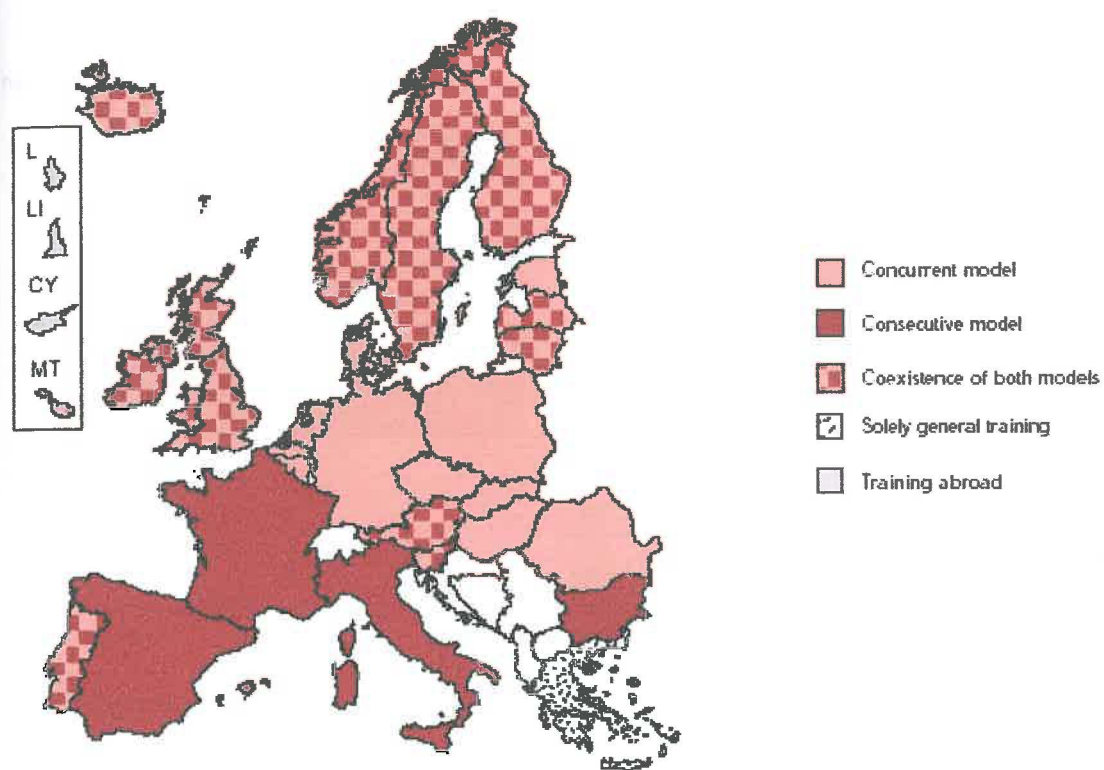 L
LI
CY
MT
Concurrent model
Consecutive model
Coexistence of both models
Solely general training
Training abroad